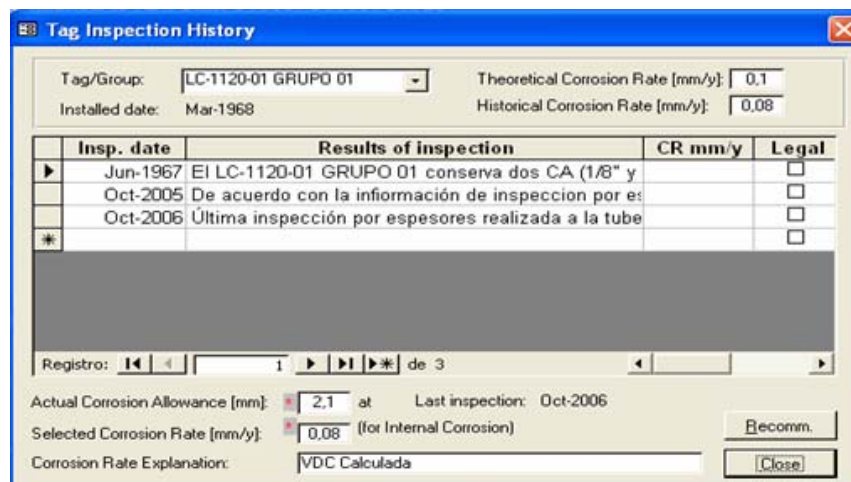 Tag Inspection History
Tag/Group: LC-1120-01 GRUPO 01 Theoretical Corrosion Rate [mm/y]: 0,1
Installed date: Mar-1968 Historical Corrosion Rate [mm/y]: 0,08
Insp. date Results of inspection CR mm/y Legal
Jun-1967 El LC-1120-01 GRUPO 01 conserva dos CA (1/8" y
Oct-2005 De acuerdo con la infiormación de inspeccion por es
Oct-2006 Última inspección por espesores realizada a la tube
Registro: 1 de 3
Actual Corrosion Allowance [mm]: * 2,1 at Last inspection: Oct-2006
Selected Corrosion Rate [mm/y]: * 0,08 (for Internal Corrosion) Recomm.
Corrosion Rate Explanation: VDC Calculada Close